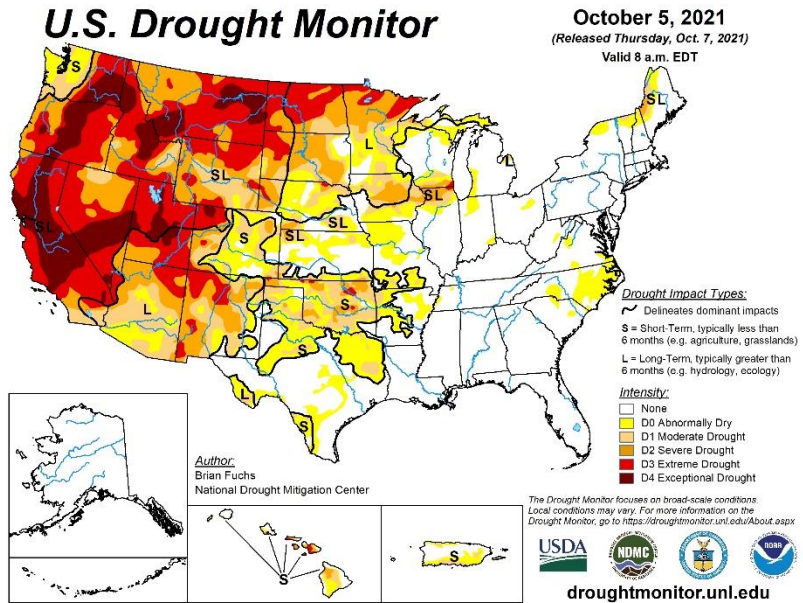 U.S. Drought Monitor
October 5, 2021
(Released Thursday, Oct. 7, 2021)
Valid 8 a.m. EDT
S
SL
L
L
SL
SL
SL
S
SL
SL
L
S
S
L
S
Drought Impact Types:
Delineates dominant impacts
S = Short-Term, typically less than
6 months (e.g. agriculture, grasslands)
L = Long-Term, typically greater than
6 months (e.g. hydrology, ecology)
Intensity:
None
D0 Abnormally Dry
D1 Moderate Drought
D2 Severe Drought
D3 Extreme Drought
D4 Exceptional Drought
Author:
Brian Fuchs
National Drought Mitigation Center
S
S
The Drought Monitor focuses on broad-scale conditions.
Local conditions may vary. For more information on the
Drought Monitor, go to https://droughtmonitor.unl.edu/About.aspx
USDA
NDMC
NOAA
droughtmonitor.unl.edu